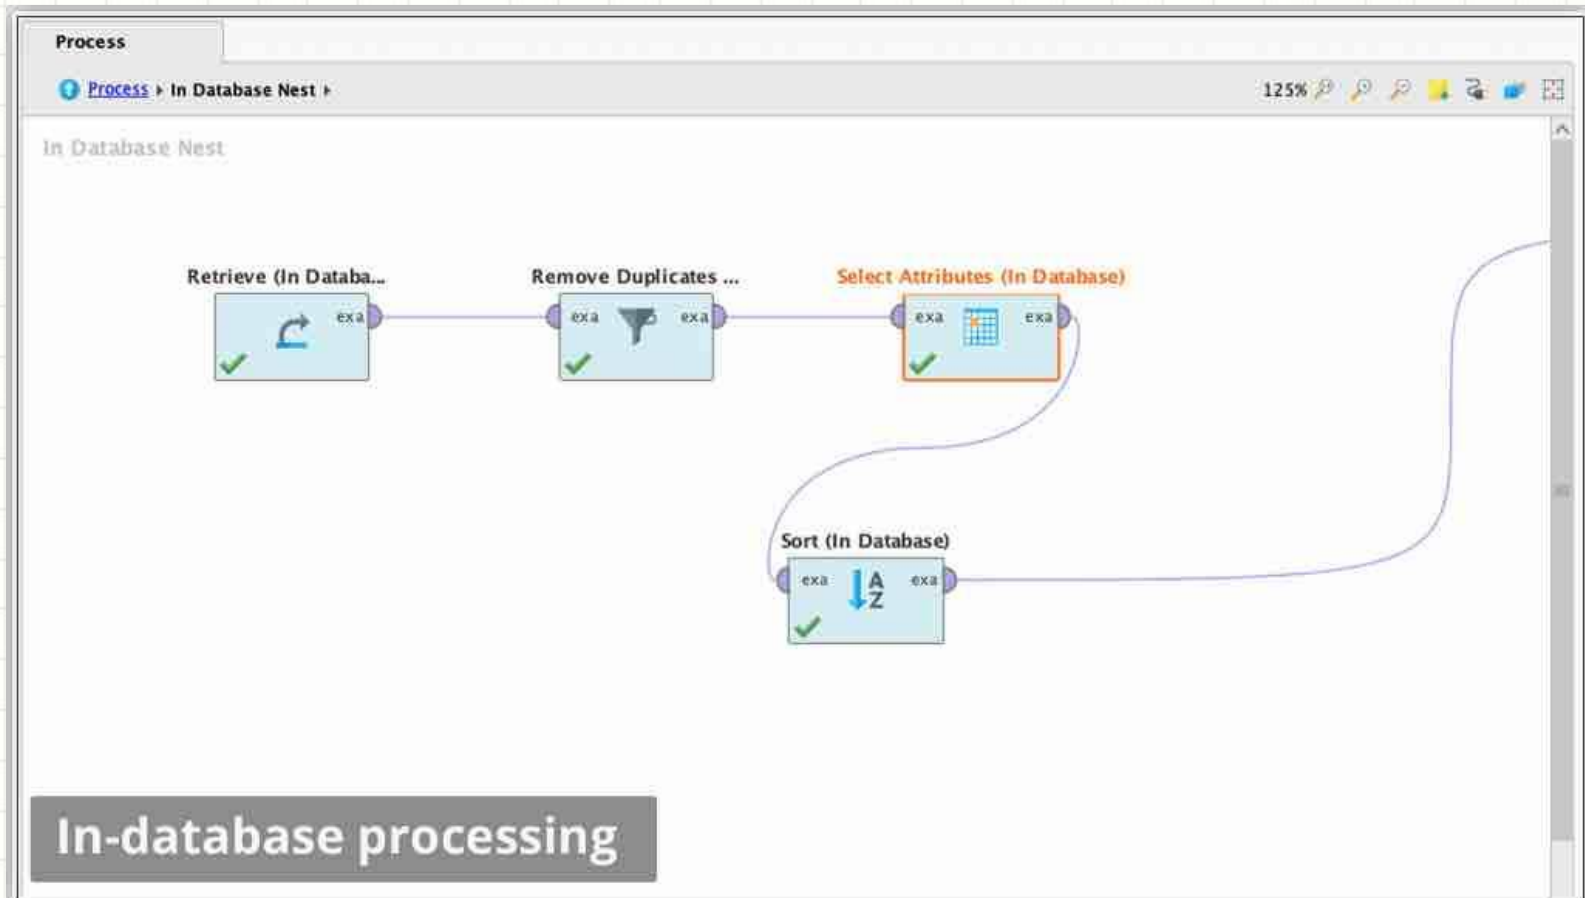 Process
Process ▸ In Database Nest ▸
125%
In Database Nest
Retrieve (In Databa...
Remove Duplicates ...
Select Attributes (In Database)
exa
exa
exa
exa
exa
Sort (In Database)
exa
A
Z
exa
In-database processing